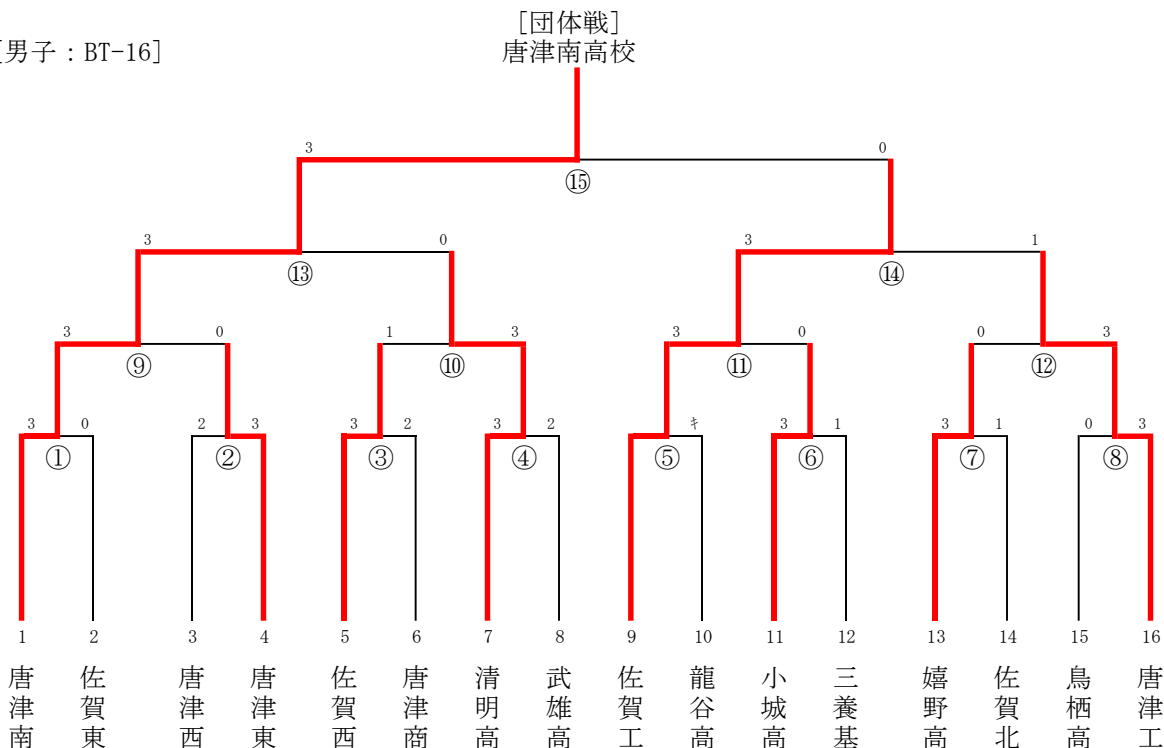 [団体戦]
[男子：BT-16]
唐津南高校
3 0
⑮
3 0 3 1
⑬ ⑭
3 0 1 3 3 0 0 3
⑨ ⑩ ⑪ ⑫
3 0 2 3 3 2 3 2 ｷ 3 1 3 1 0 3
① ② ③ ④ ⑤ ⑥ ⑦ ⑧
1 2 3 4 5 6 7 8 9 10 11 12 13 14 15 16
唐津南
佐賀東
唐津西
唐津東
佐賀西
唐津商
清明高
武雄高
佐賀工
龍谷高
小城高
三養基
嬉野高
佐賀北
鳥栖高
唐津工